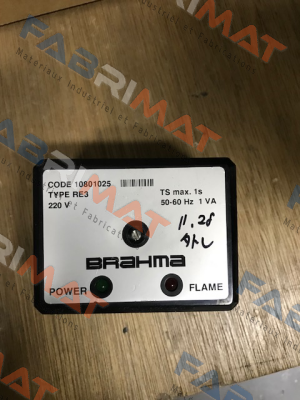 CODE 10801025
TYPE RE3
220 V
TS max. 1s
50-60 Hz 1 VA
11.28
BRAHMA
POWER
FLAME
FABRIMAT